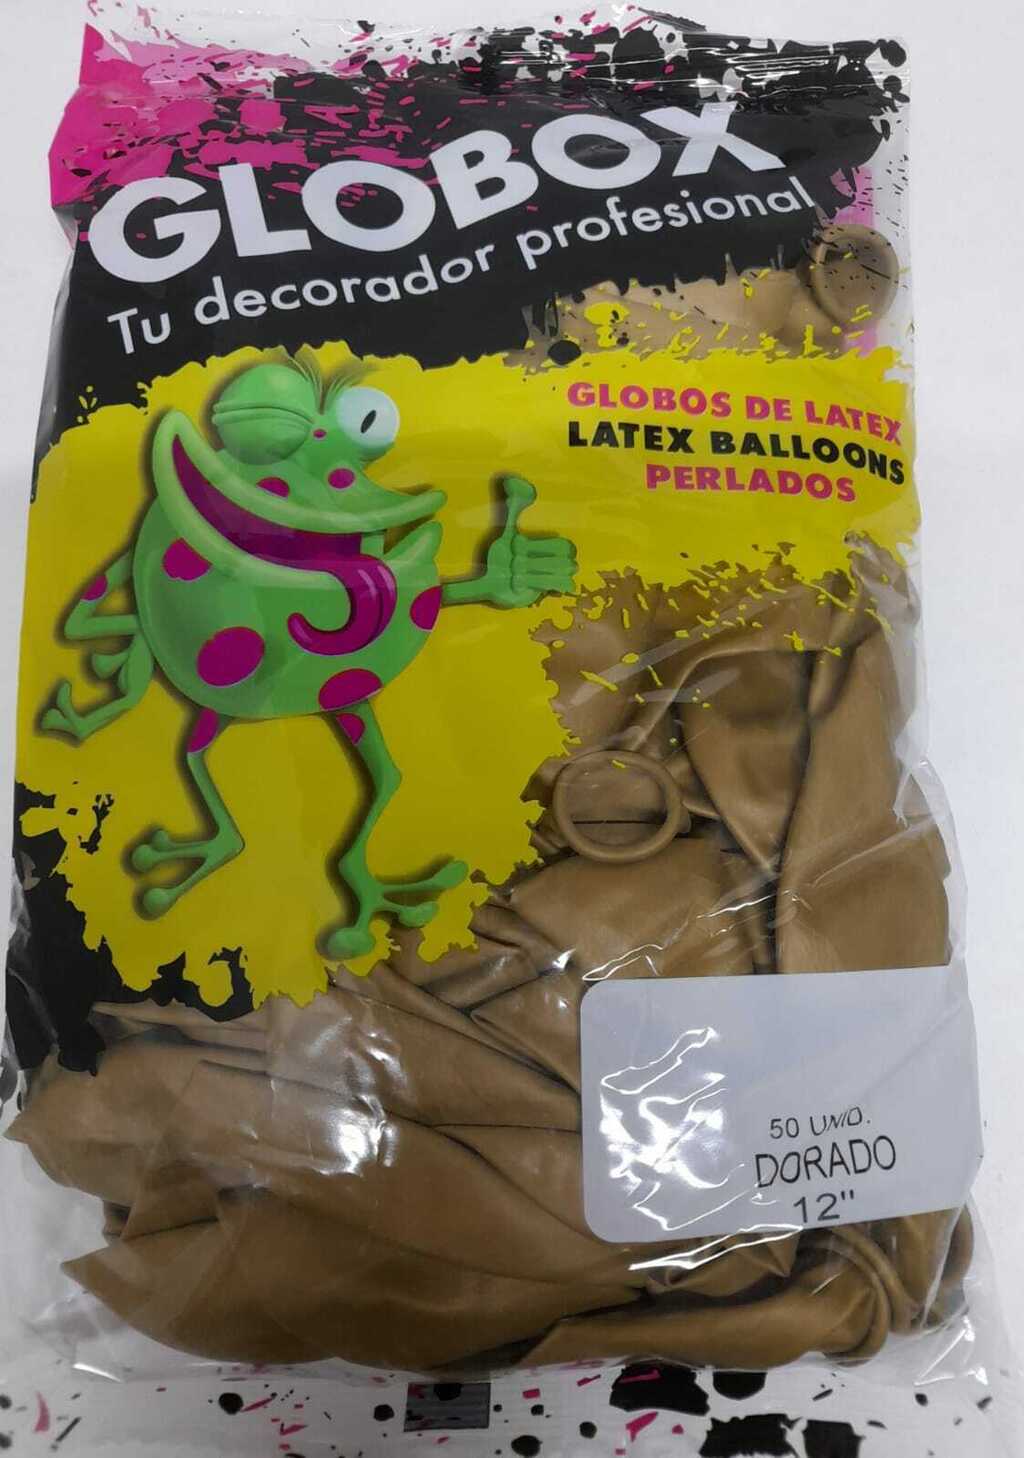 GLOBOX
Tu decorador profesional
GLOBOS DE LATEX
LATEX BALLOONS
PERLADOS
50 UNID.
DORADO
12"